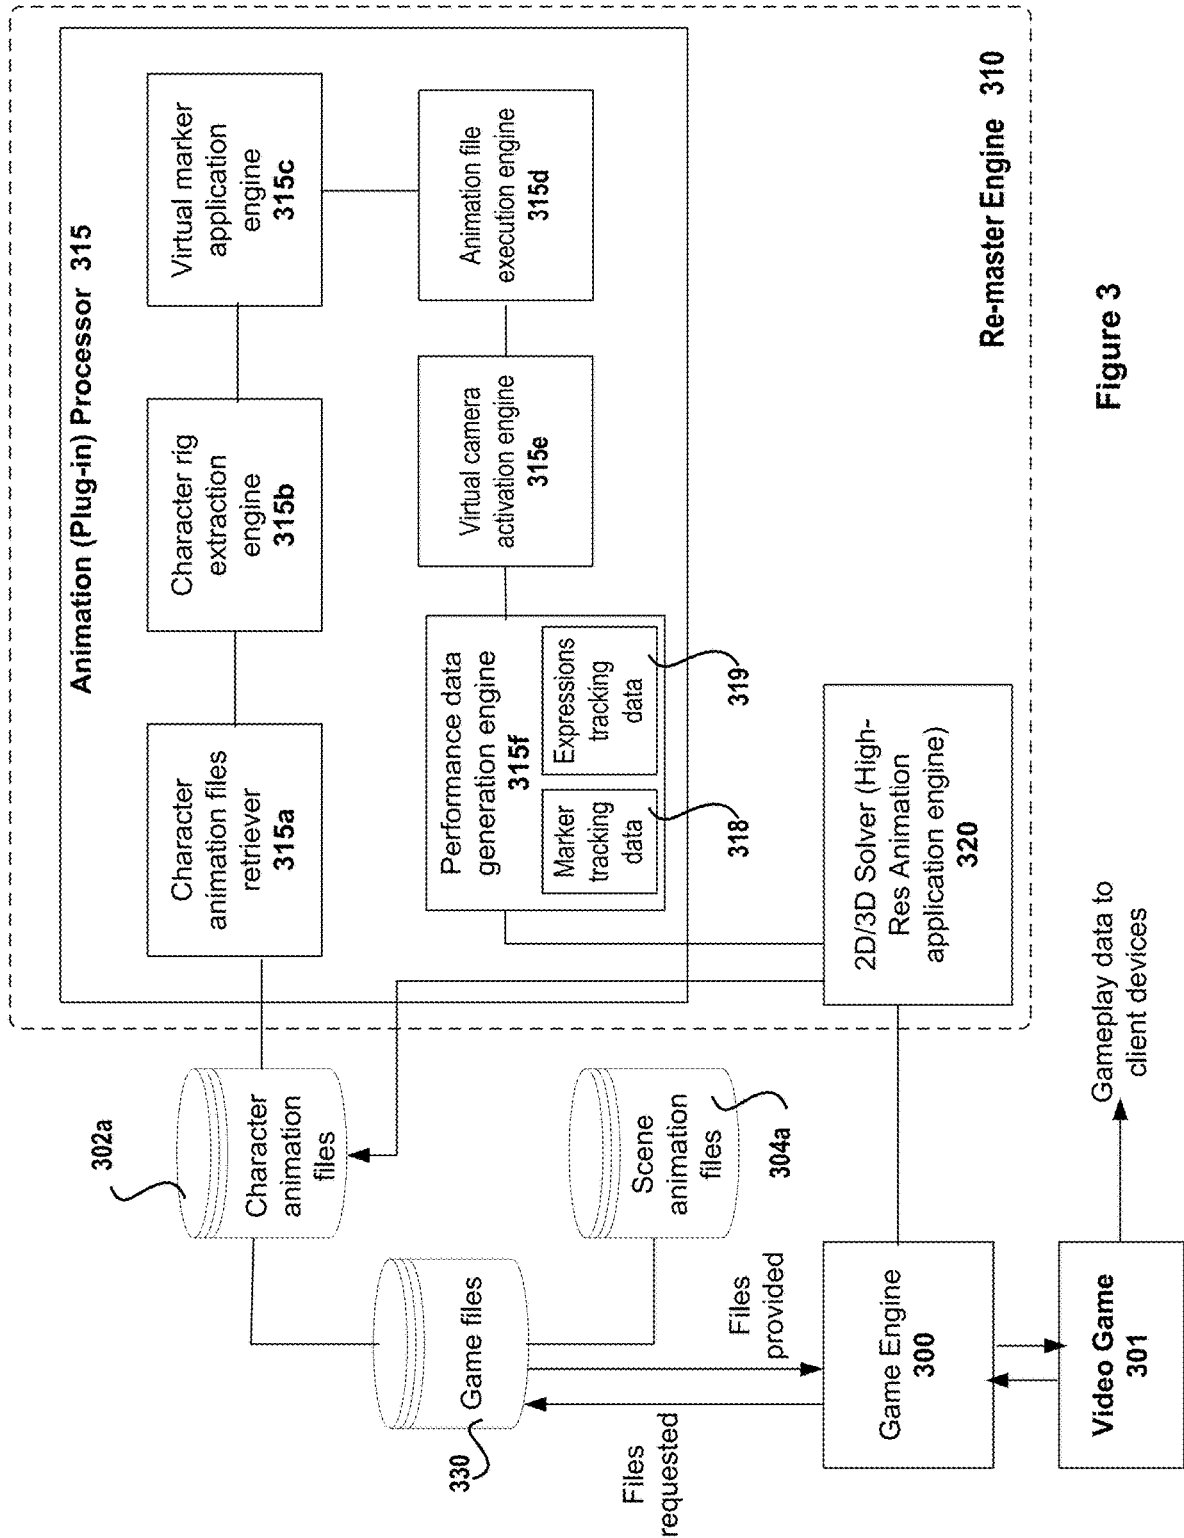 Animation (Plug-in) Processor 315
Character
animation files
retriever
315a
Character rig
extraction
engine
315b
Virtual marker
application
engine
315c
Performance data
generation engine
315f
Marker
tracking
data
Expressions
tracking
data
318
319
Virtual camera
activation engine
315e
Animation file
execution engine
315d
2D/3D Solver (High-
Res Animation
application engine)
320
Re-master Engine 310
302a
Character
animation
files
Scene
animation
files
304a
Game files
330
Files
requested
Files
provided
Game Engine
300
Video Game
301
Gameplay data to
client devices
Figure 3